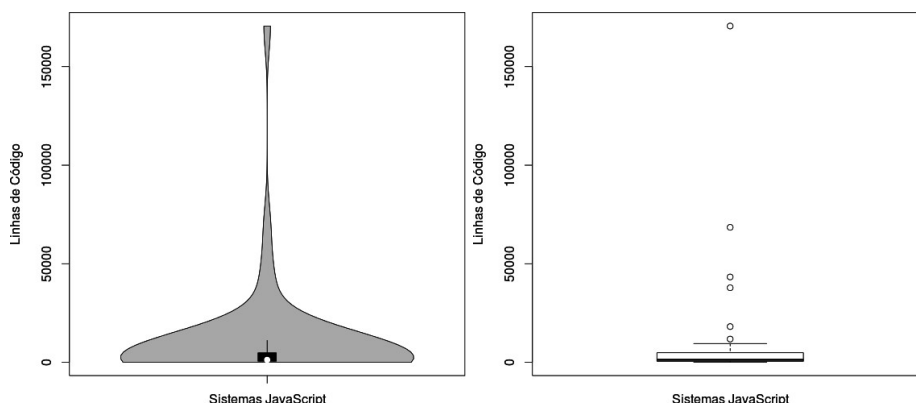 Linhas de Código
150000
100000
50000
0
Sistemas JavaScript
Linhas de Código
150000
100000
50000
0
Sistemas JavaScript